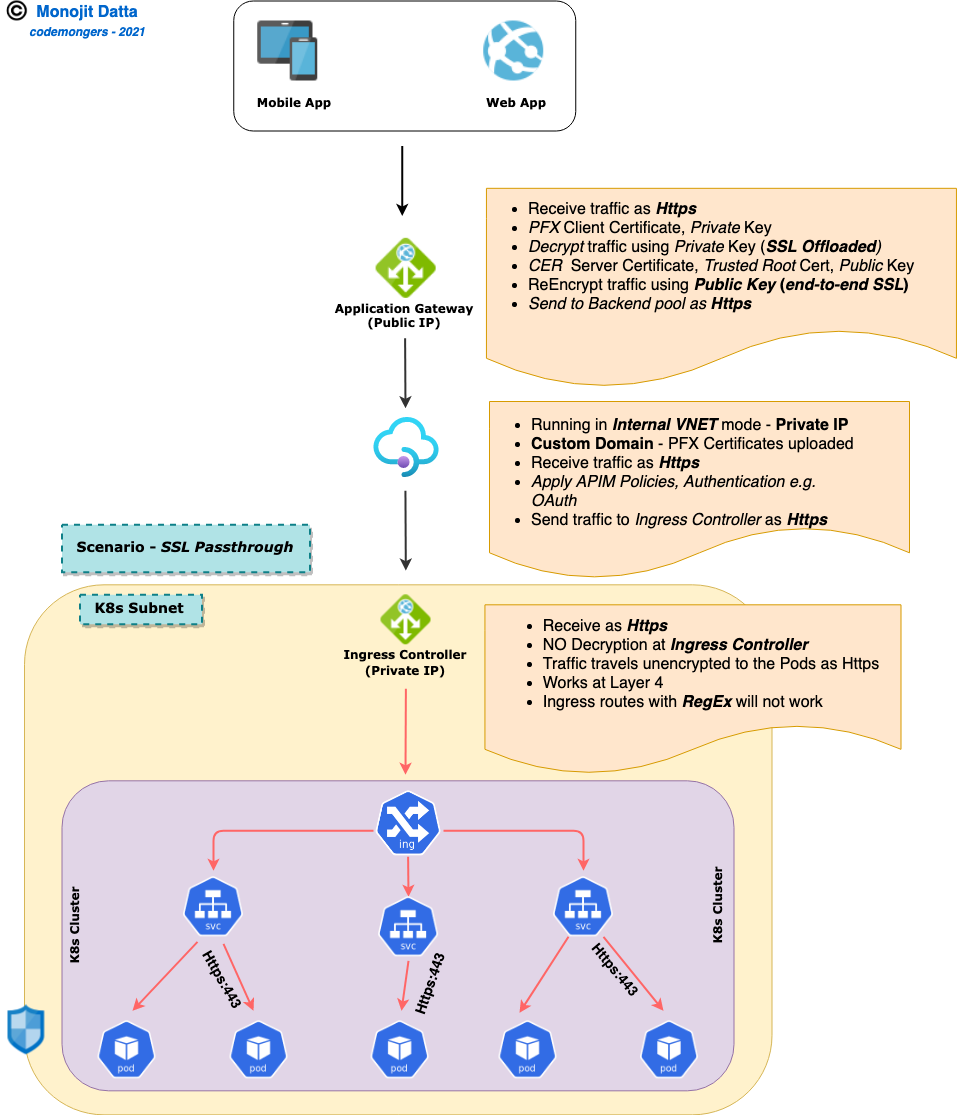 © Monojit Datta
codemongers - 2021
Mobile App
Web App
• Receive traffic as Https
• PFX Client Certificate, Private Key
• Decrypt traffic using Private Key (SSL Offloaded)
• CER Server Certificate, Trusted Root Cert, Public Key
• ReEncrypt traffic using Public Key (end-to-end SSL)
• Send to Backend pool as Https
Application Gateway
(Public IP)
• Running in Internal VNET mode - Private IP
• Custom Domain - PFX Certificates uploaded
• Receive traffic as Https
• Apply APIM Policies, Authentication e.g.
OAuth
• Send traffic to Ingress Controller as Https
Scenario - SSL Passthrough
K8s Subnet
Ingress Controller
(Private IP)
• Receive as Https
• NO Decryption at Ingress Controller
• Traffic travels unencrypted to the Pods as Https
• Works at Layer 4
• Ingress routes with RegEx will not work
ing
K8s Cluster
svc
svc
svc
K8s Cluster
Https:443
Https:443
Https:443
pod
pod
pod
pod
pod